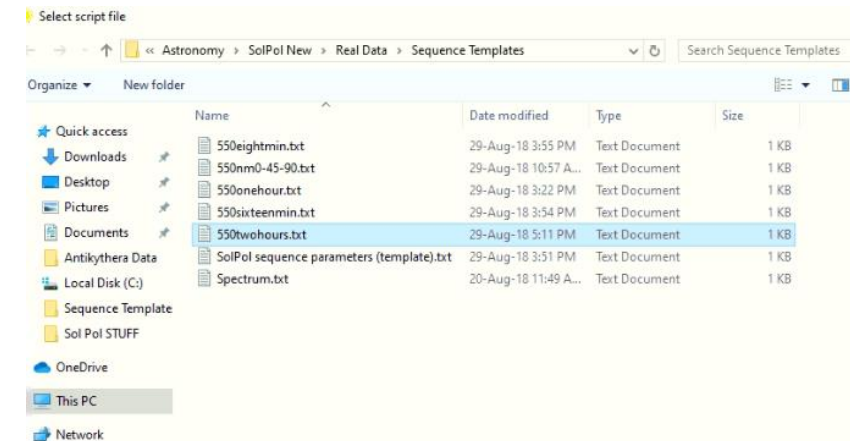 Select script file
« Astronomy › SolPol New › Real Data › Sequence Templates Search Sequence Templates
Organize New folder
Name Date modified Type Size
Quick access
Downloads
Desktop
Pictures
Documents
Antikythera Data
Local Disk (C:)
Sequence Template
Sol Pol STUFF
OneDrive
This PC
Network
550eightmin.txt 29-Aug-18 3:55 PM Text Document 1 KB
550nm0-45-90.txt 29-Aug-18 10:57 A... Text Document 1 KB
550onehour.txt 29-Aug-18 3:22 PM Text Document 1 KB
550sixteenmin.txt 29-Aug-18 3:54 PM Text Document 1 KB
550twohours.txt 29-Aug-18 5:11 PM Text Document 1 KB
SolPol sequence parameters (template).txt 29-Aug-18 3:51 PM Text Document 1 KB
Spectrum.txt 20-Aug-18 11:49 A... Text Document 1 KB